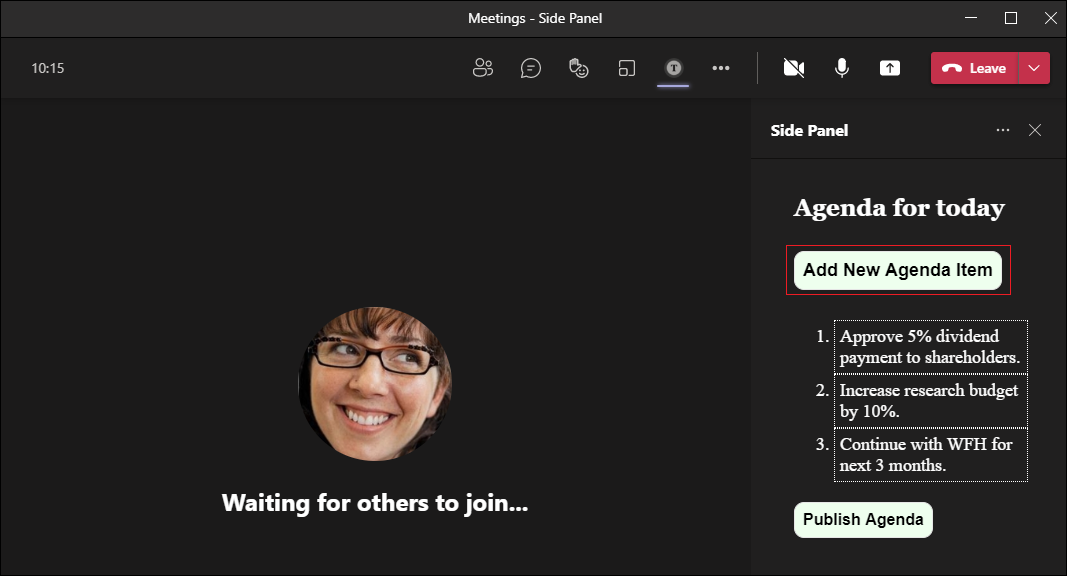 Meetings - Side Panel
10:15
T
Leave
Side Panel
Agenda for today
Add New Agenda Item
1. Approve 5% dividend
payment to shareholders.
2. Increase research budget
by 10%.
3. Continue with WFH for
next 3 months.
Publish Agenda
Waiting for others to join...